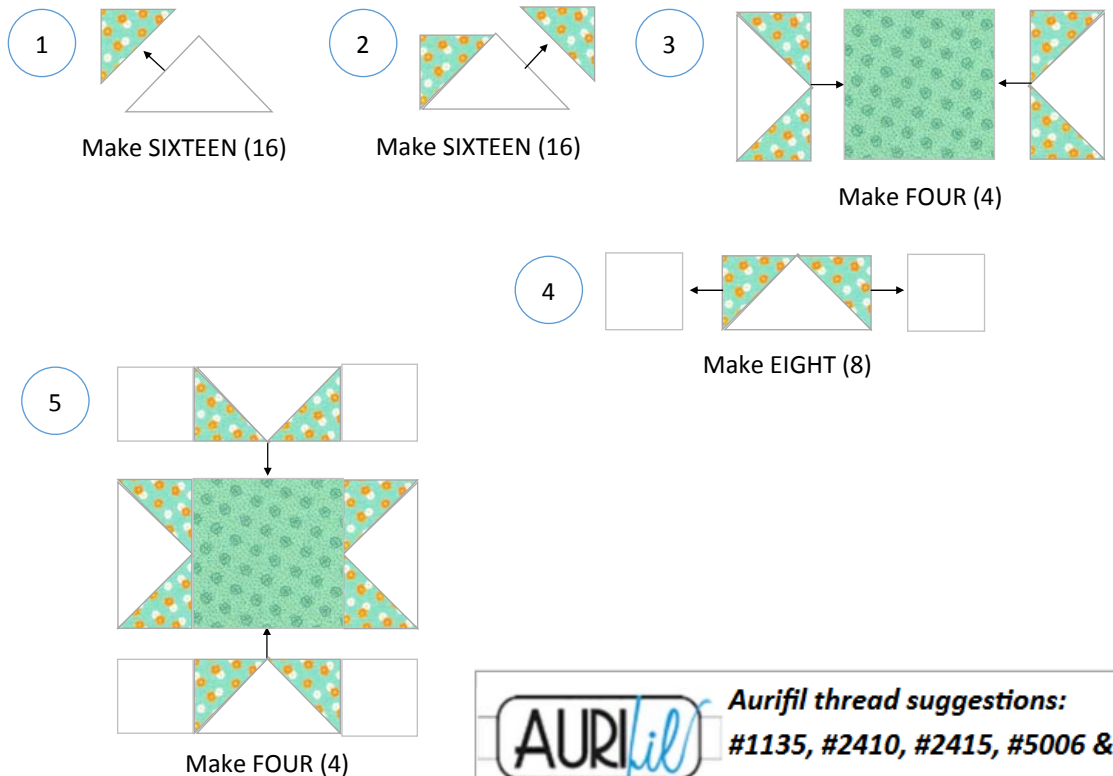 1
Make SIXTEEN (16)
2
Make SIXTEEN (16)
3
Make FOUR (4)
4
Make EIGHT (8)
5
Make FOUR (4)
AURIfil
Aurifil thread suggestions:
#1135, #2410, #2415, #5006 &